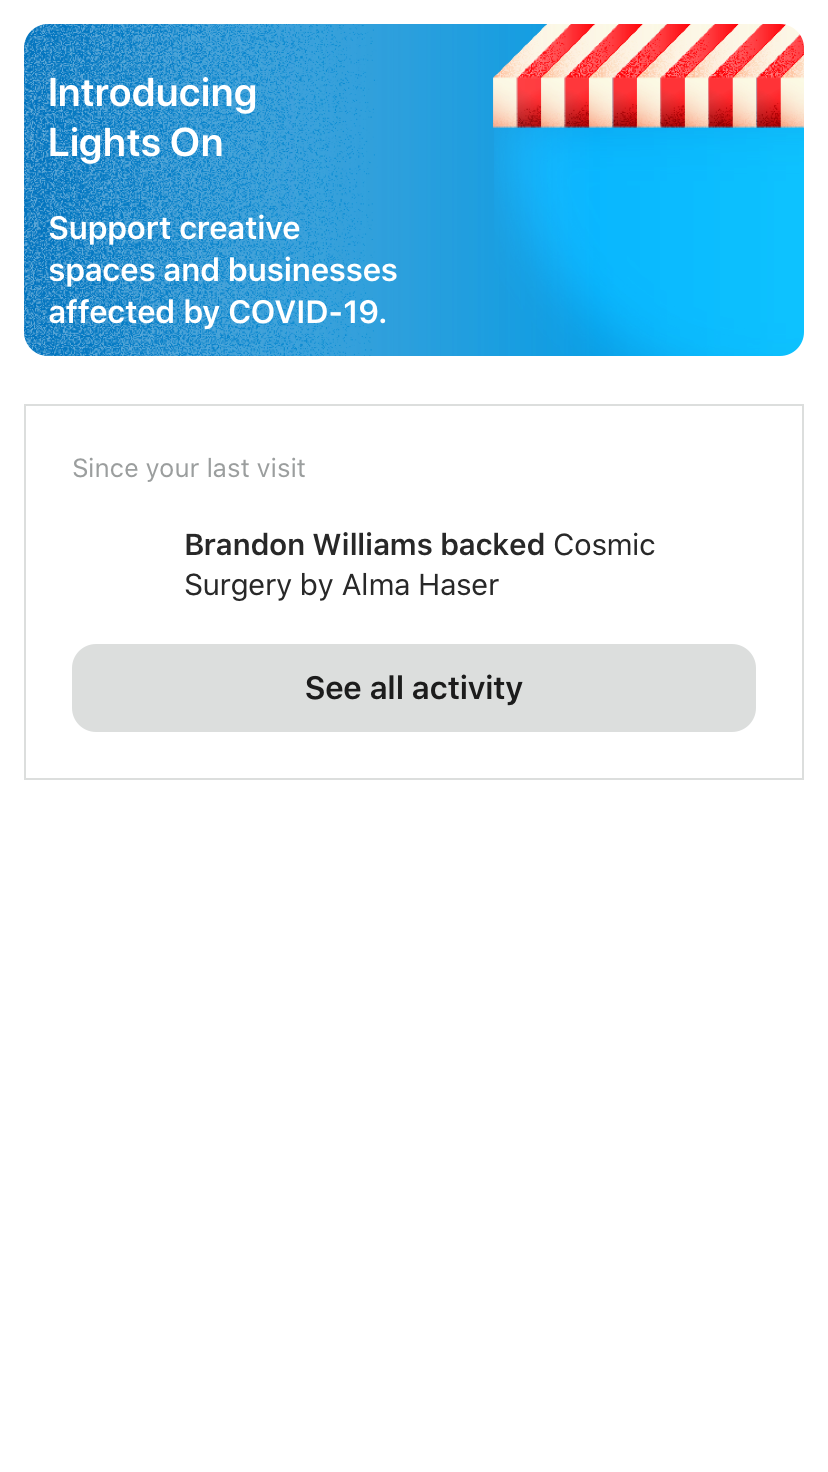 Introducing
Lights On
Support creative
spaces and businesses
affected by COVID-19.
Since your last visit
Brandon Williams backed Cosmic
Surgery by Alma Haser
See all activity